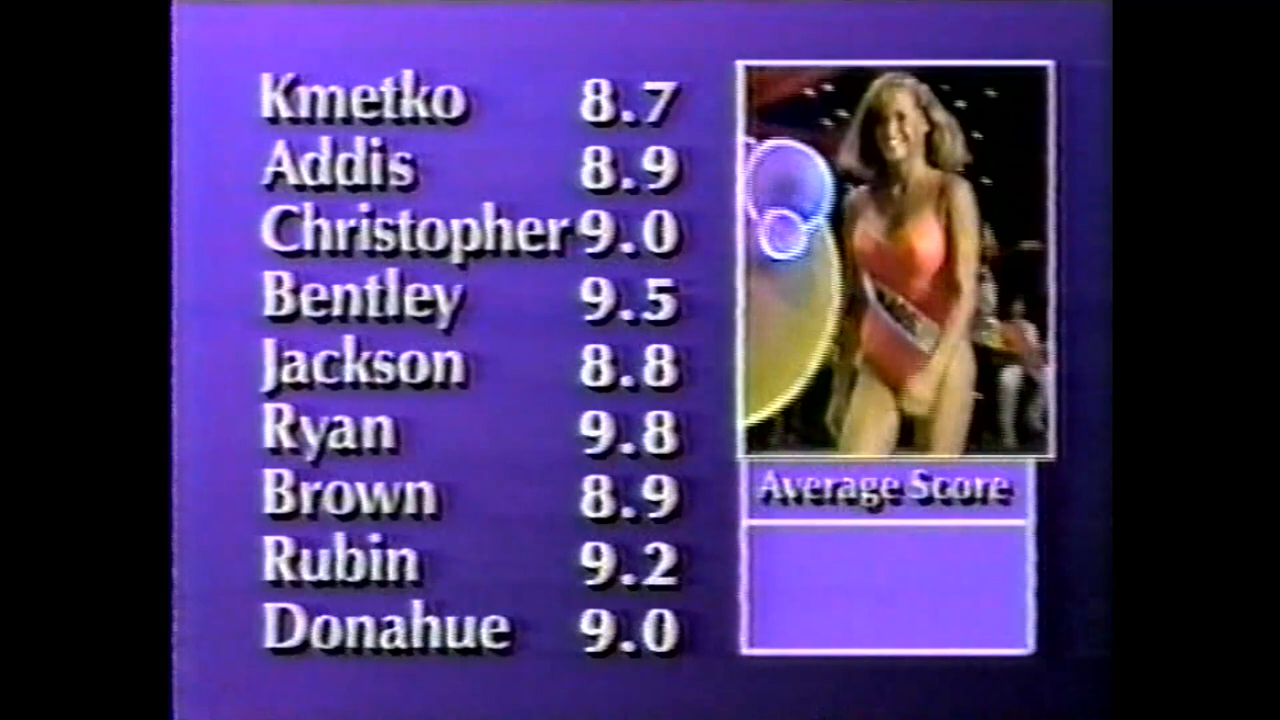 Kmetko 8.7
Addis 8.9
Christopher 9.0
Bentley 9.5
Jackson 8.8
Ryan 9.8
Brown 8.9
Rubin 9.2
Donahue 9.0
Average Score